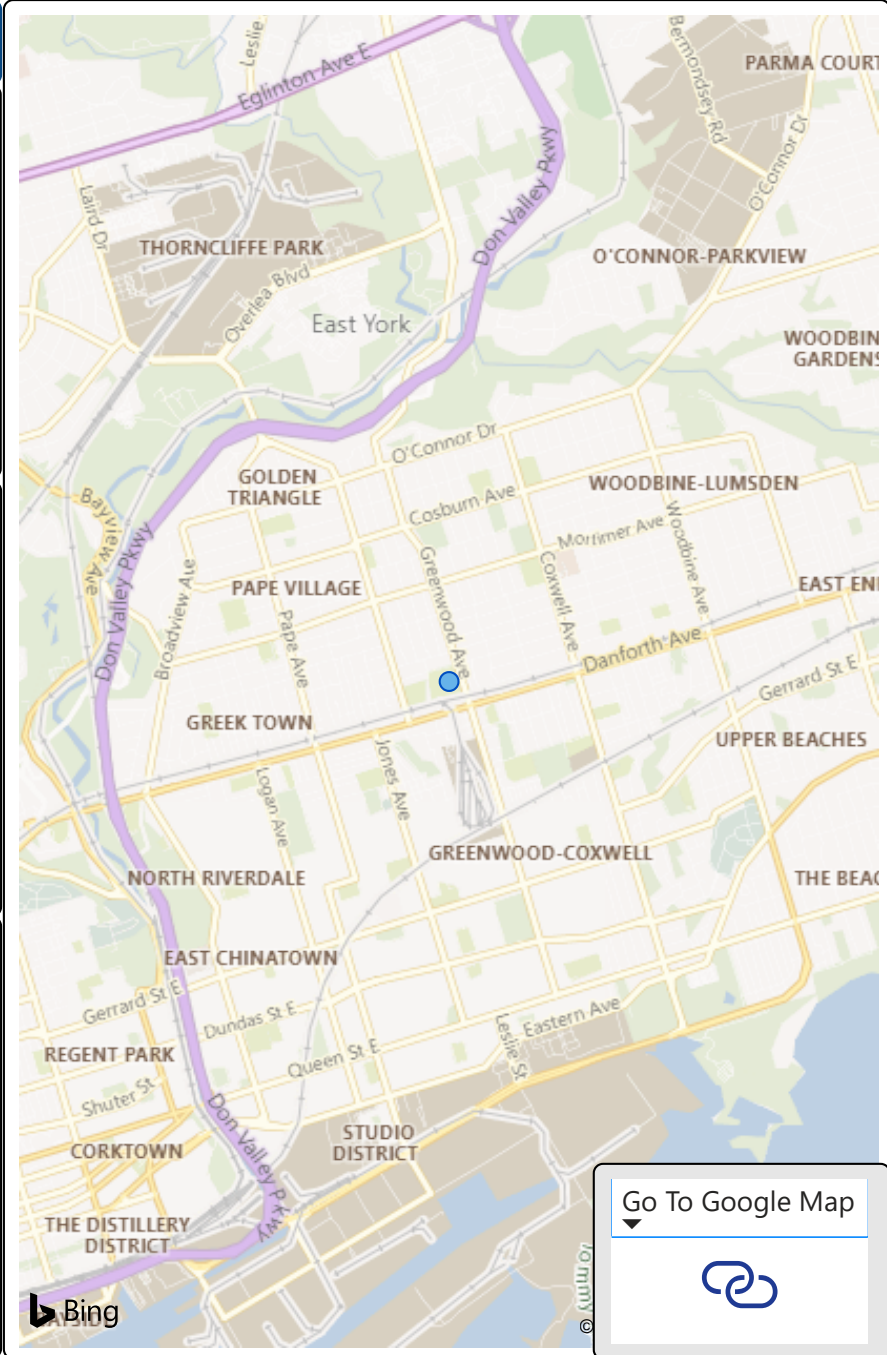 Leslie
Eglinton Ave E
Bermondsey Rd
PARMA COURT
Don Valley Pkwy
O'Connor Dr
Laird Dr
THORNCLIFFE PARK
O'CONNOR-PARKVIEW
Overlea Blvd
East York
WOODBIN
GARDENS
O'Connor Dr
GOLDEN
TRIANGLE
WOODBINE-LUMSDEN
Cosburn Ave
Bayview Ave
Mortimer Ave
Woodbine Ave
Don Valley Pkwy
Broadview Ave
Greenwood Ave
Coxwell Ave
PAPE VILLAGE
EAST EN
Pape Ave
Danforth Ave
Gerrard St E
GREEK TOWN
UPPER BEACHES
Jones Ave
Logan Ave
GREENWOOD-COXWELL
NORTH RIVERDALE
THE BEAC
EAST CHINATOWN
Gerrard St E
Dundas St E
Eastern Ave
Leslie St
Queen St E
REGENT PARK
Shuter St
Don Valley Pkwy
STUDIO
DISTRICT
CORKTOWN
Go To Google Map
THE DISTILLERY
DISTRICT
Tommy
Bing
©